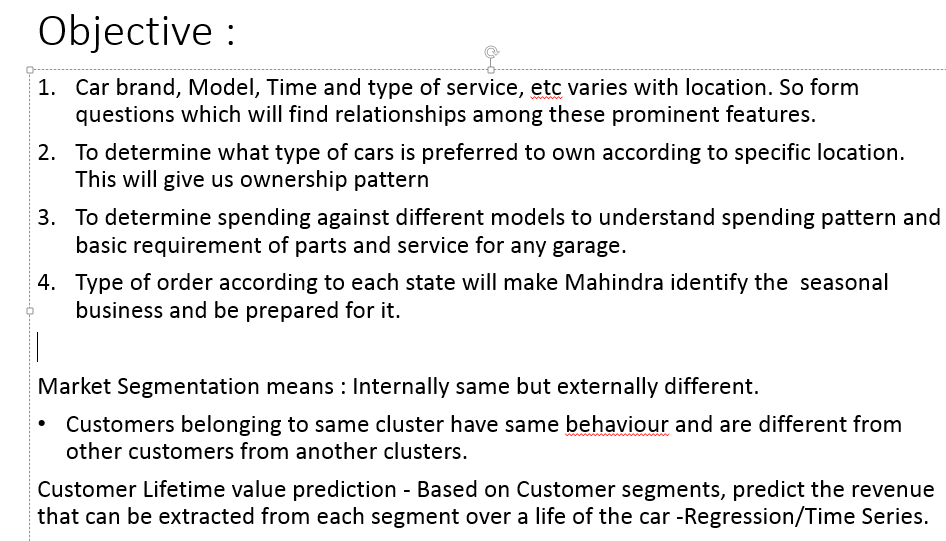 Objective :
1. Car brand, Model, Time and type of service, etc varies with location. So form
questions which will find relationships among these prominent features.
2. To determine what type of cars is preferred to own according to specific location.
This will give us ownership pattern
3. To determine spending against different models to understand spending pattern and
basic requirement of parts and service for any garage.
4. Type of order according to each state will make Mahindra identify the  seasonal
business and be prepared for it.
Market Segmentation means : Internally same but externally different.
• Customers belonging to same cluster have same behaviour and are different from
other customers from another clusters.
Customer Lifetime value prediction - Based on Customer segments, predict the revenue
that can be extracted from each segment over a life of the car -Regression/Time Series.